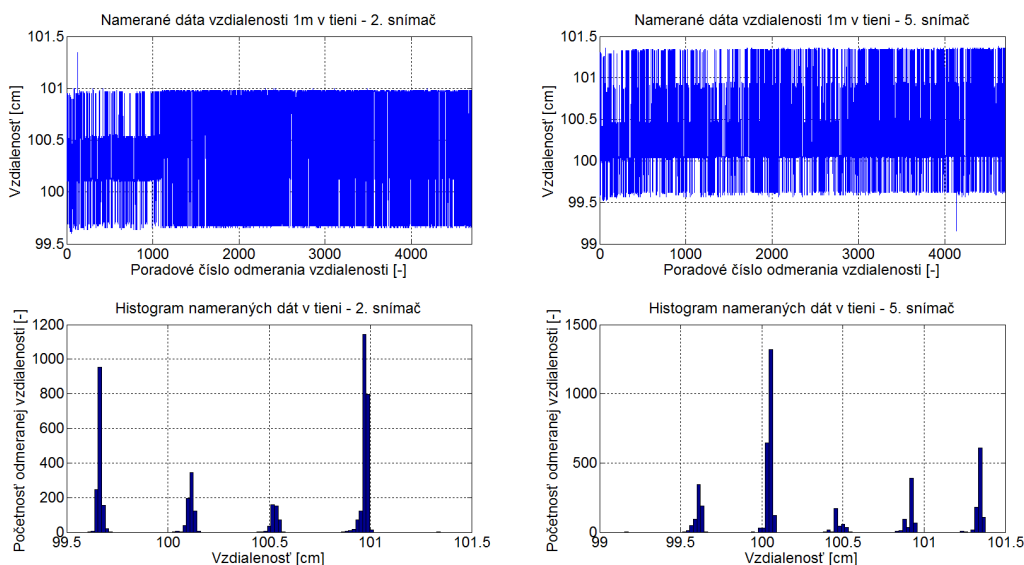 Namerané dáta vzdialenosti 1m v tieni - 2. snímač
Vzdialenosť [cm]
101.5
101
100.5
100
99.5
0 1000 2000 3000 4000
Poradové číslo odmerania vzdialenosti [-]
Namerané dáta vzdialenosti 1m v tieni - 5. snímač
Vzdialenosť [cm]
101.5
101
100.5
100
99.5
99
0 1000 2000 3000 4000
Poradové číslo odmerania vzdialenosti [-]
Histogram nameraných dát v tieni - 2. snímač
Početnosť odmeranej vzdialenosti [-]
1200
1000
800
600
400
200
0
99.5 100 100.5 101 101.5
Vzdialenosť [cm]
Histogram nameraných dát v tieni - 5. snímač
Početnosť odmeranej vzdialenosti [-]
1500
1000
500
0
99 99.5 100 100.5 101 101.5
Vzdialenosť [cm]